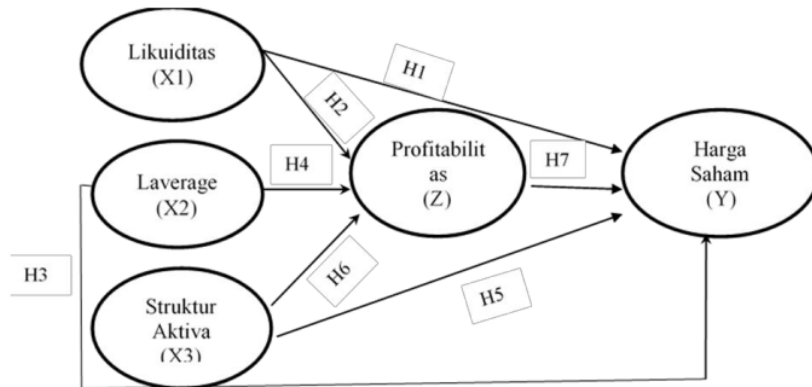 Likuiditas
(X1)
H1
H2
Profitabilit
as
(Z)
Harga
Saham
(Y)
H7
Laverage
(X2)
H4
H3
H6
H5
Struktur
Aktiva
(X3)